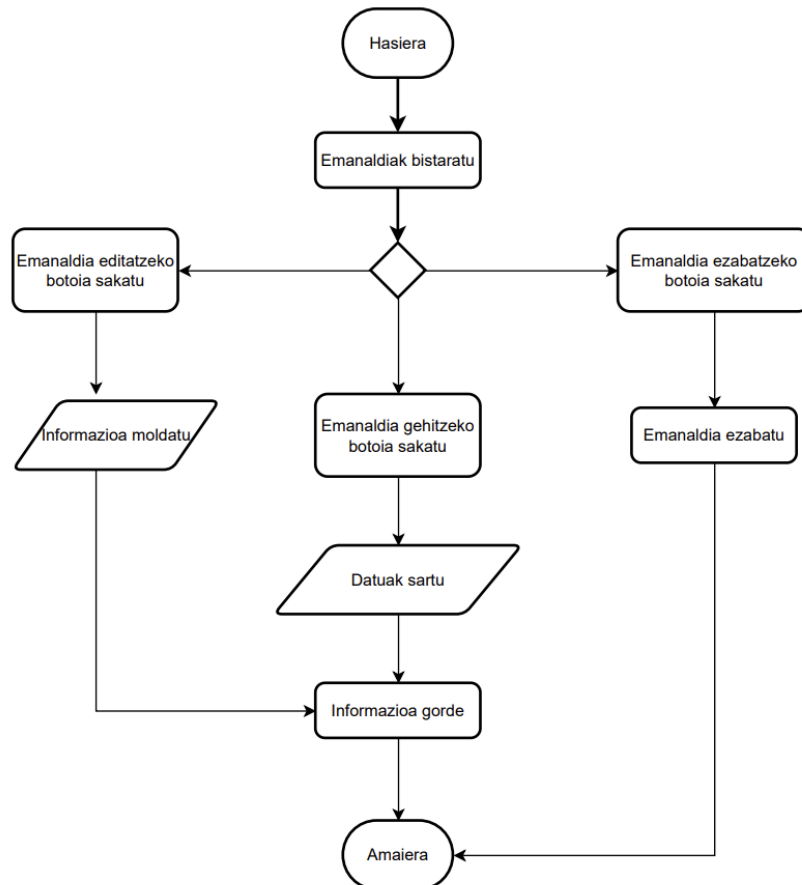 Hasiera
Emanaldiak bistaratu
Emanaldia editatzeko
botoia sakatu
Emanaldia ezabatzeko
botoia sakatu
Informazioa moldatu
Emanaldia gehitzeko
botoia sakatu
Emanaldia ezabatu
Datuak sartu
Informazioa gorde
Amaiera